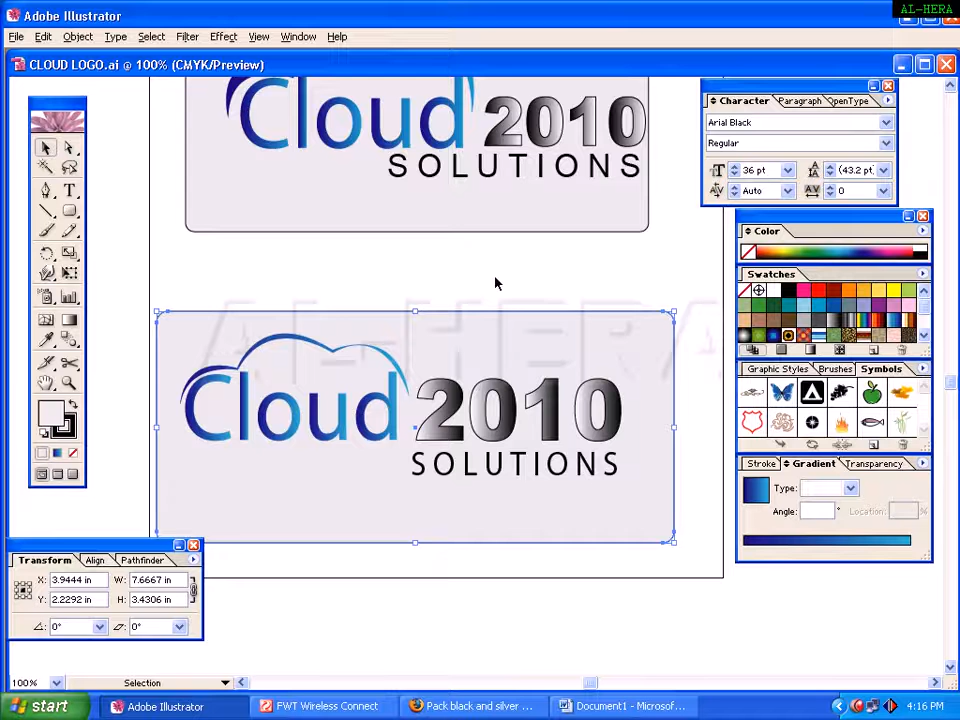 AL-HERA
Adobe Illustrator
File Edit Object Type Select Filter Effect View Window Help
CLOUD LOGO.ai @ 100% (CMYK/Preview)
Cloud 2010
SOLUTIONS
Character Paragraph OpenType
Arial Black
Regular
36 pt (43.2 pt)
Auto 0
Color
Swatches
AL-HERA
Cloud 2010
SOLUTIONS
Graphic Styles Brushes Symbols
Stroke Gradient Transparency
Type:
Angle: ° Location: %
Transform Align Pathfinder
X: 3.9444 in W: 7.6667 in
Y: 2.2292 in H: 3.4306 in
0° 0°
100% Selection
start Adobe Illustrator FWT Wireless Connect Pack black and silver ... Document1 - Microsof... 4:16 PM